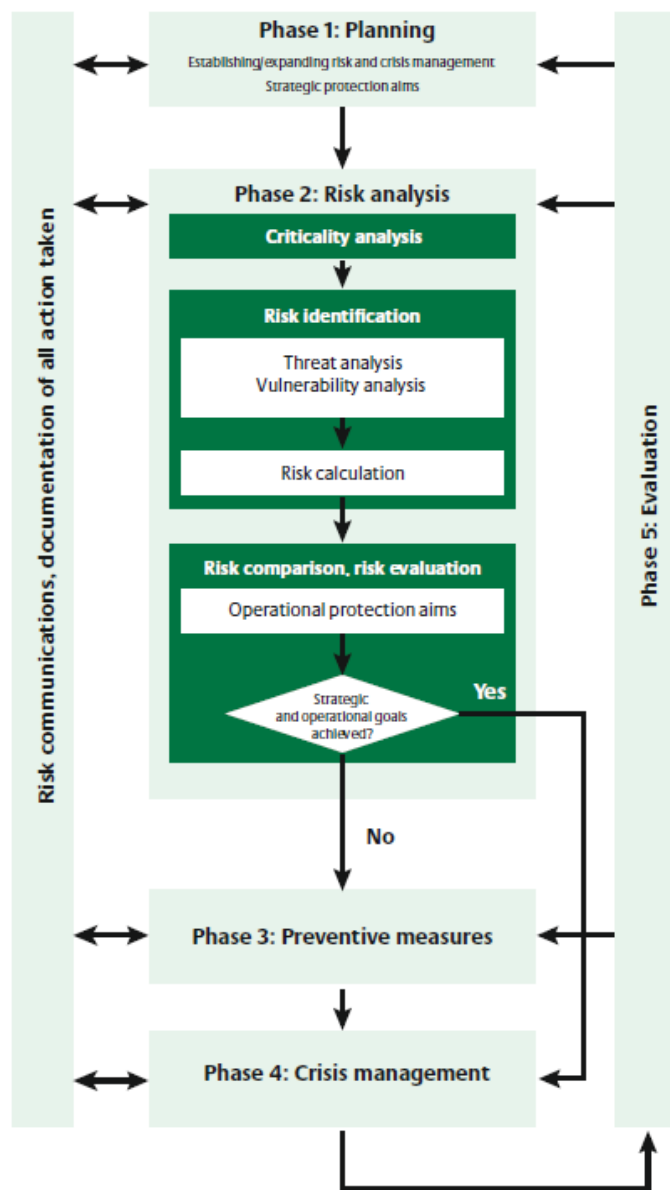 Phase 1: Planning
Establishing/expanding risk and crisis management
Strategic protection aims
Phase 2: Risk analysis
Criticality analysis
Risk identification
Threat analysis
Vulnerability analysis
Risk calculation
Risk comparison, risk evaluation
Operational protection aims
Strategic
and operational goals
achieved?
Yes
No
Phase 3: Preventive measures
Phase 4: Crisis management
Risk communications, documentation of all action taken
Phase 5: Evaluation